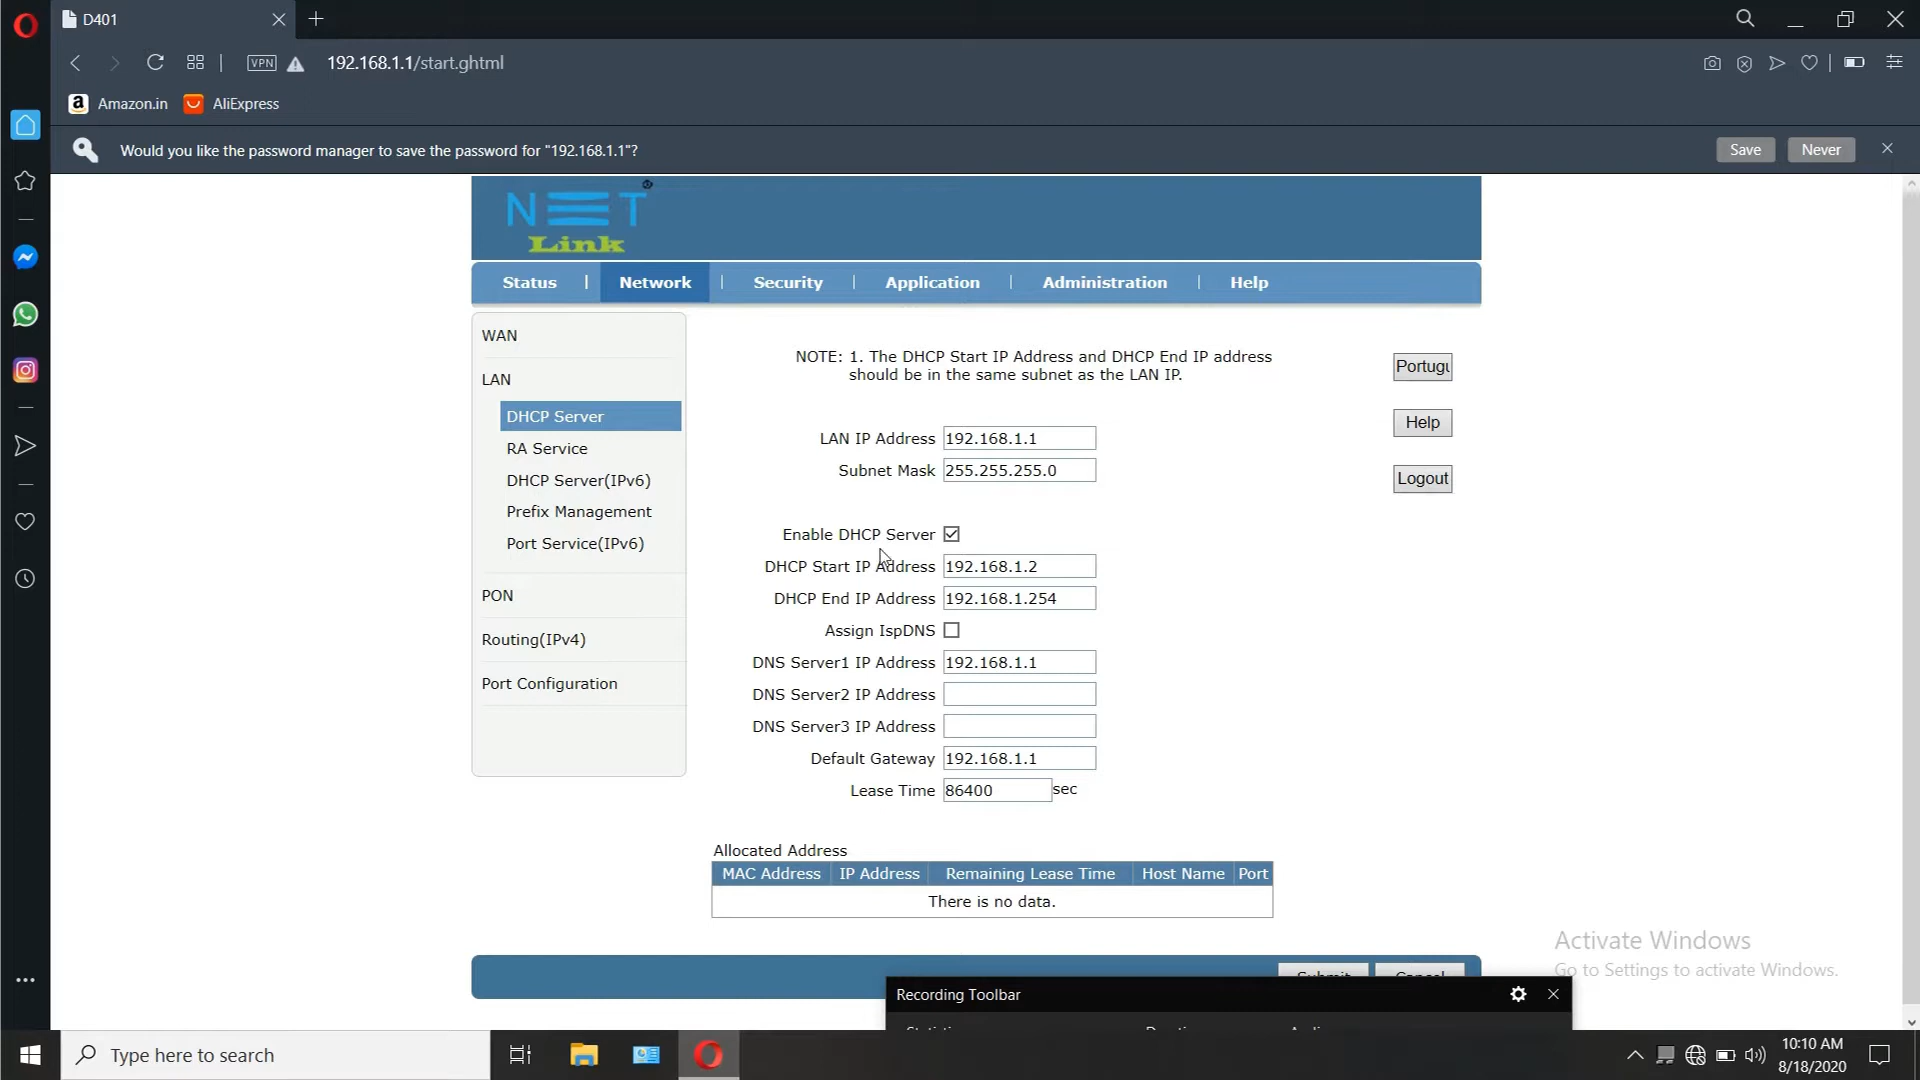 D401
VPN
192.168.1.1/start.ghtml
Amazon.in
AliExpress
Would you like the password manager to save the password for "192.168.1.1"?
Save
Never
NET
Link
Status
Network
Security
Application
Administration
Help
WAN
LAN
DHCP Server
RA Service
DHCP Server(IPv6)
Prefix Management
Port Service(IPv6)
PON
Routing(IPv4)
Port Configuration
NOTE: 1. The DHCP Start IP Address and DHCP End IP address
should be in the same subnet as the LAN IP.
Portugu
Help
Logout
LAN IP Address 192.168.1.1
Subnet Mask 255.255.255.0
Enable DHCP Server
DHCP Start IP Address 192.168.1.2
DHCP End IP Address 192.168.1.254
Assign IspDNS
DNS Server1 IP Address 192.168.1.1
DNS Server2 IP Address
DNS Server3 IP Address
Default Gateway 192.168.1.1
Lease Time 86400 sec
Allocated Address
MAC Address IP Address Remaining Lease Time Host Name Port
There is no data.
Submit Cancel
Activate Windows
Go to Settings to activate Windows.
Recording Toolbar
Type here to search
10:10 AM
8/18/2020